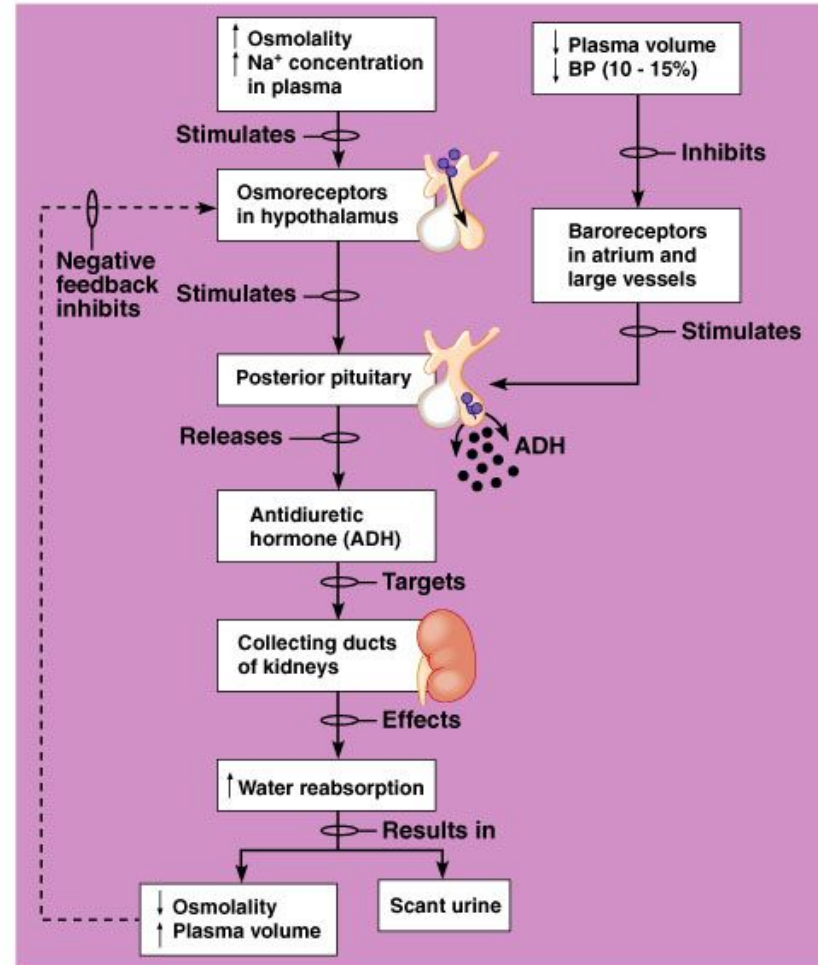 ↑ Osmolality
↑ Na⁺ concentration
in plasma
↓ Plasma volume
↓ BP (10 - 15%)
Stimulates
Inhibits
Osmoreceptors
in hypothalamus
Baroreceptors
in atrium and
large vessels
Negative
feedback
inhibits
Stimulates
Stimulates
Posterior pituitary
Releases
ADH
Antidiuretic
hormone (ADH)
Targets
Collecting ducts
of kidneys
Effects
↑ Water reabsorption
Results in
↓ Osmolality
↑ Plasma volume
Scant urine